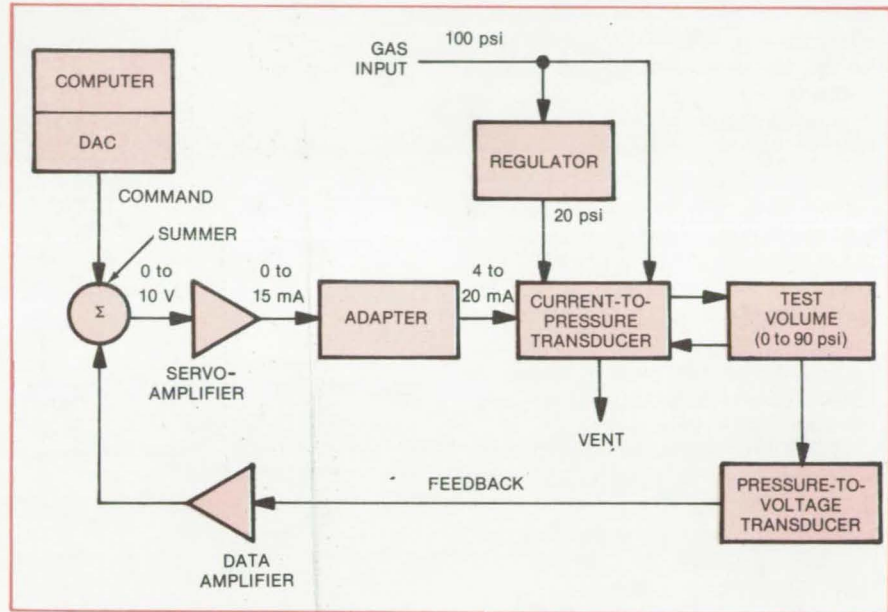 100 psi
GAS
INPUT
COMPUTER
DAC
REGULATOR
COMMAND
20 psi
SUMMER
0 to
10 V
0 to
15 mA
4 to
20 mA
Σ
ADAPTER
CURRENT-TO-
PRESSURE
TRANSDUCER
TEST
VOLUME
(0 to 90 psi)
SERVO-
AMPLIFIER
VENT
FEEDBACK
PRESSURE-TO-
VOLTAGE
TRANSDUCER
DATA
AMPLIFIER